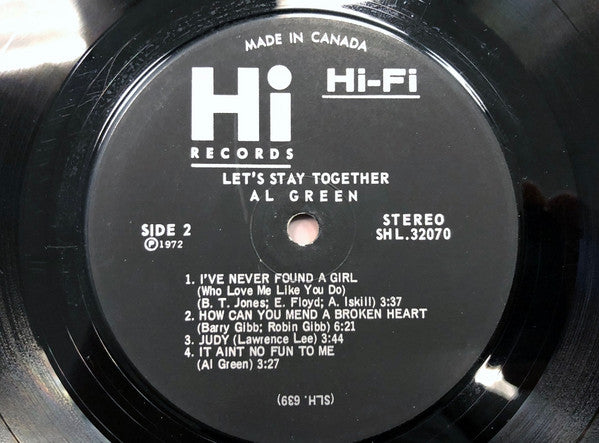 MADE IN CANADA
Hi
Hi-Fi
RECORDS
LET'S STAY TOGETHER
AL GREEN
SIDE 2
Ⓟ1972
STEREO
SHL.32070
1. I'VE NEVER FOUND A GIRL
(Who Love Me Like You Do)
(B. T. Jones; E. Floyd; A. Iskill) 3:37
2. HOW CAN YOU MEND A BROKEN HEART
(Barry Gibb; Robin Gibb) 6:21
3. JUDY (Lawrence Lee) 3:44
4. IT AINT NO FUN TO ME
(Al Green) 3:27
(SLH. 639)